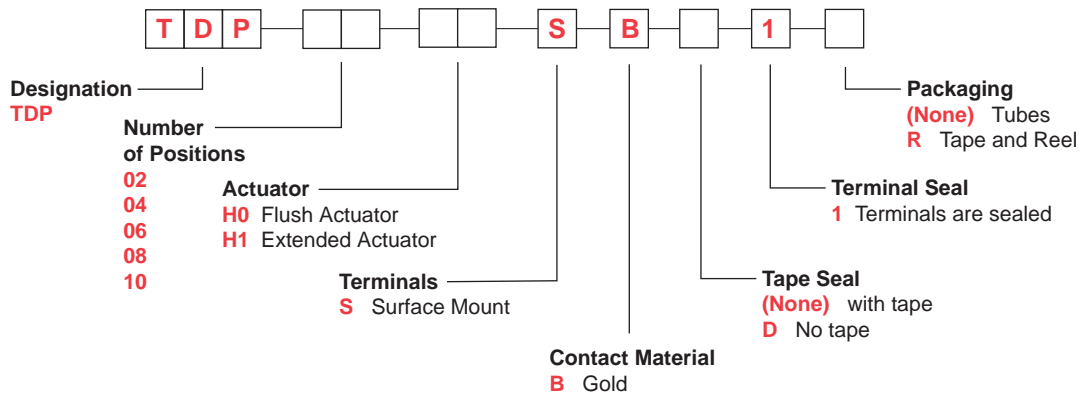 T D P S B 1
Designation
TDP
Number
of Positions
02
04
06
08
10
Actuator
H0 Flush Actuator
H1 Extended Actuator
Terminals
S Surface Mount
Contact Material
B Gold
Tape Seal
(None) with tape
D No tape
Terminal Seal
1 Terminals are sealed
Packaging
(None) Tubes
R Tape and Reel